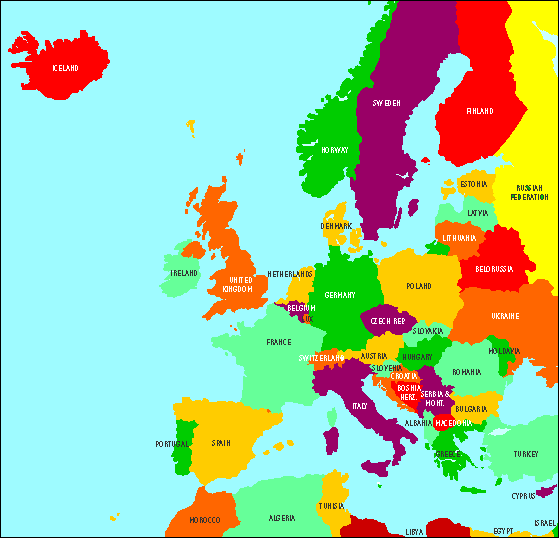 ICELAND
SWEDEN
FINLAND
NORWAY
RUSSIAN
FEDERATION
ESTONIA
LATVIA
DENMARK
LITHUANIA
IRELAND
UNITED
KINGDOM
NETHERLANDS
BELORUSSIA
POLAND
GERMANY
BELGIUM
LUX
UKRAINE
CZECH REP.
SLOVAKIA
FRANCE
SWITZERLAND
AUSTRIA
HUNGARY
MOLDAVIA
SLOVENIA
CROATIA
ROMANIA
BOSNIA
HERZ.
SERBIA &
MONT.
ITALY
BULGARIA
ALBANIA
MACEDONIA
PORTUGAL
SPAIN
GREECE
TURKEY
CYPRUS
TUNISIA
MOROCCO
ALGERIA
LIBYA
EGYPT
ISRAEL